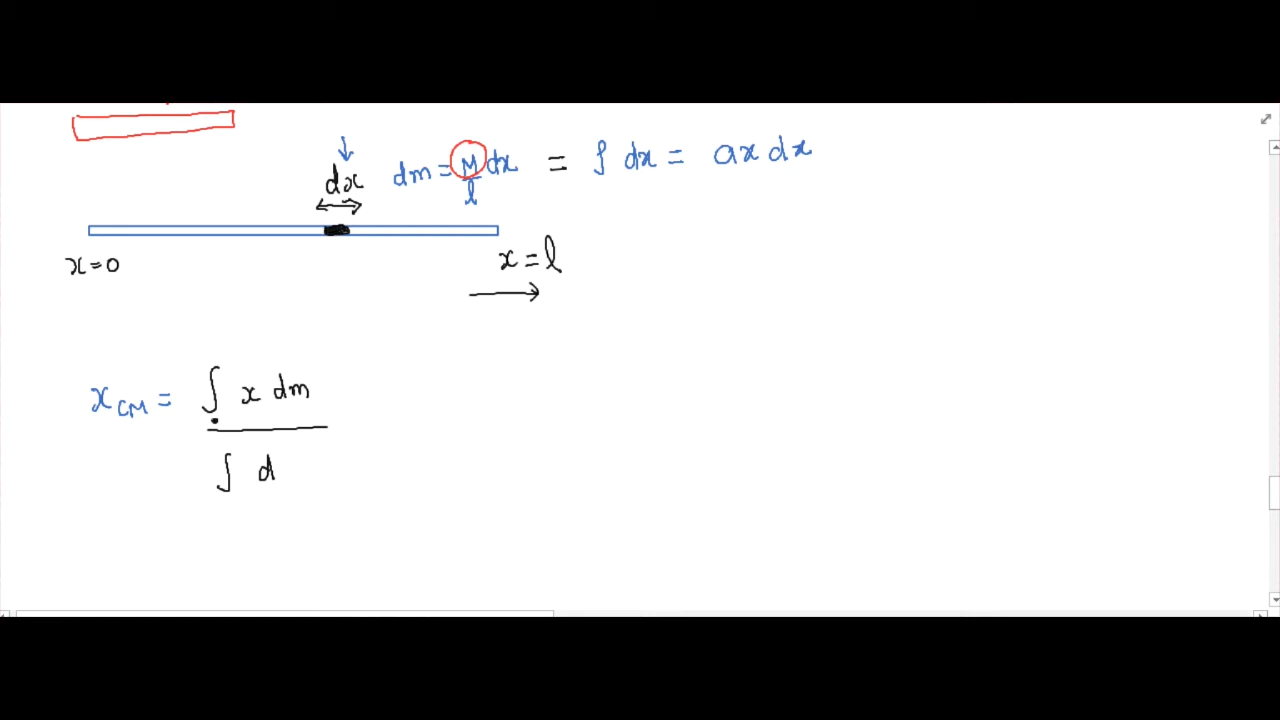 dx
dm = M/l dx = ∫ dx = ax dx
x=0
x = l
x_CM = ∫ x dm
∫ d